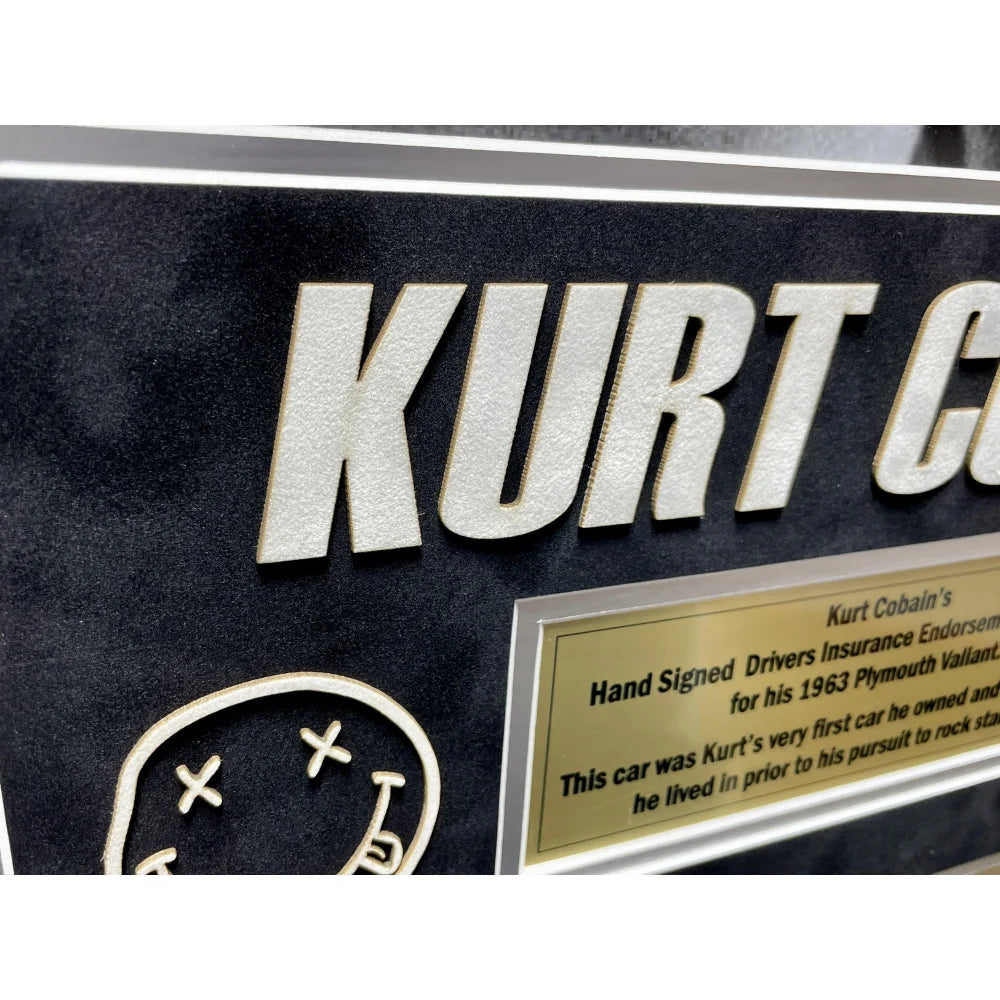 KURT CO
Kurt Cobain's
Hand Signed Drivers Insurance Endorsem
for his 1963 Plymouth Valiant.
This car was Kurt's very first car he owned and
he lived in prior to his pursuit to rock sta